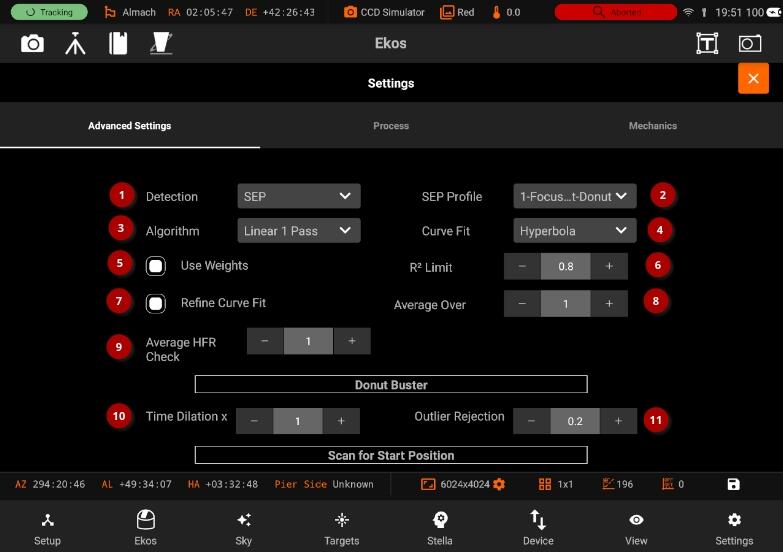 Tracking Almach RA 02:05:47 DE +42:26:43 CCD Simulator Red 0.0 Aborted 19:51 100
Ekos
Settings
Advanced Settings Process Mechanics
1 Detection SEP SEP Profile 1-Focus...t-Donut 2
3 Algorithm Linear 1 Pass Curve Fit Hyperbola 4
5 Use Weights R² Limit − 0.8 + 6
7 Refine Curve Fit Average Over − 1 + 8
9 Average HFR − 1 +
Check
Donut Buster
10 Time Dilation x − 1 + Outlier Rejection − 0.2 + 11
Scan for Start Position
AZ 294:20:46 AL +49:34:07 HA +03:32:48 Pier Side Unknown 6024x4024 1x1 196 0
Setup Ekos Sky Targets Stella Device View Settings